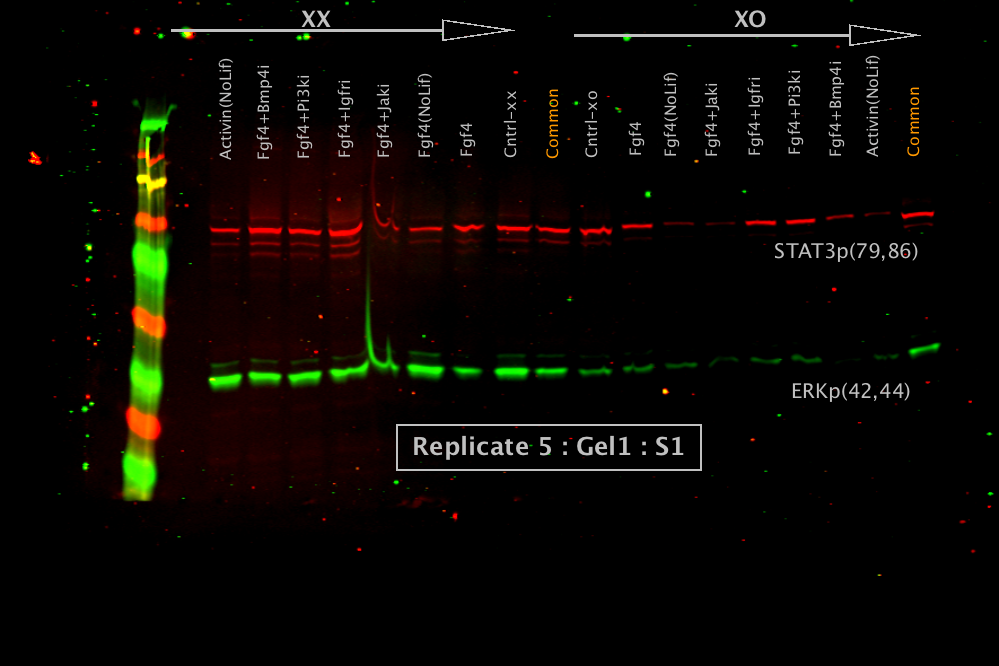 XX
XO
Activin(NoLif)
Fgf4+Bmp4i
Fgf4+Pi3ki
Fgf4+Igfri
Fgf4+Jaki
Fgf4(NoLif)
Fgf4
Cntrl-xx
Common
Cntrl-xo
Fgf4
Fgf4(NoLif)
Fgf4+Jaki
Fgf4+Igfri
Fgf4+Pi3ki
Fgf4+Bmp4i
Activin(NoLif)
Common
STAT3p(79,86)
ERKp(42,44)
Replicate 5 : Gel1 : S1